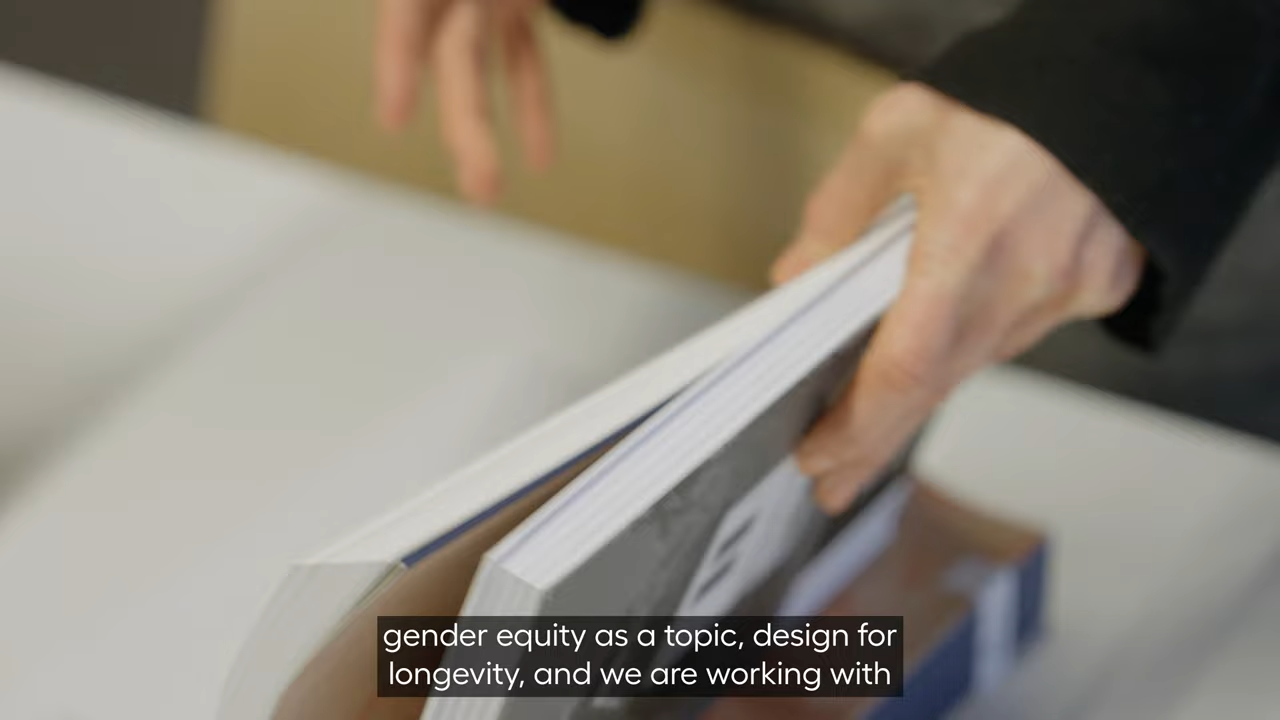 gender equity as a topic, design for
longevity, and we are working with